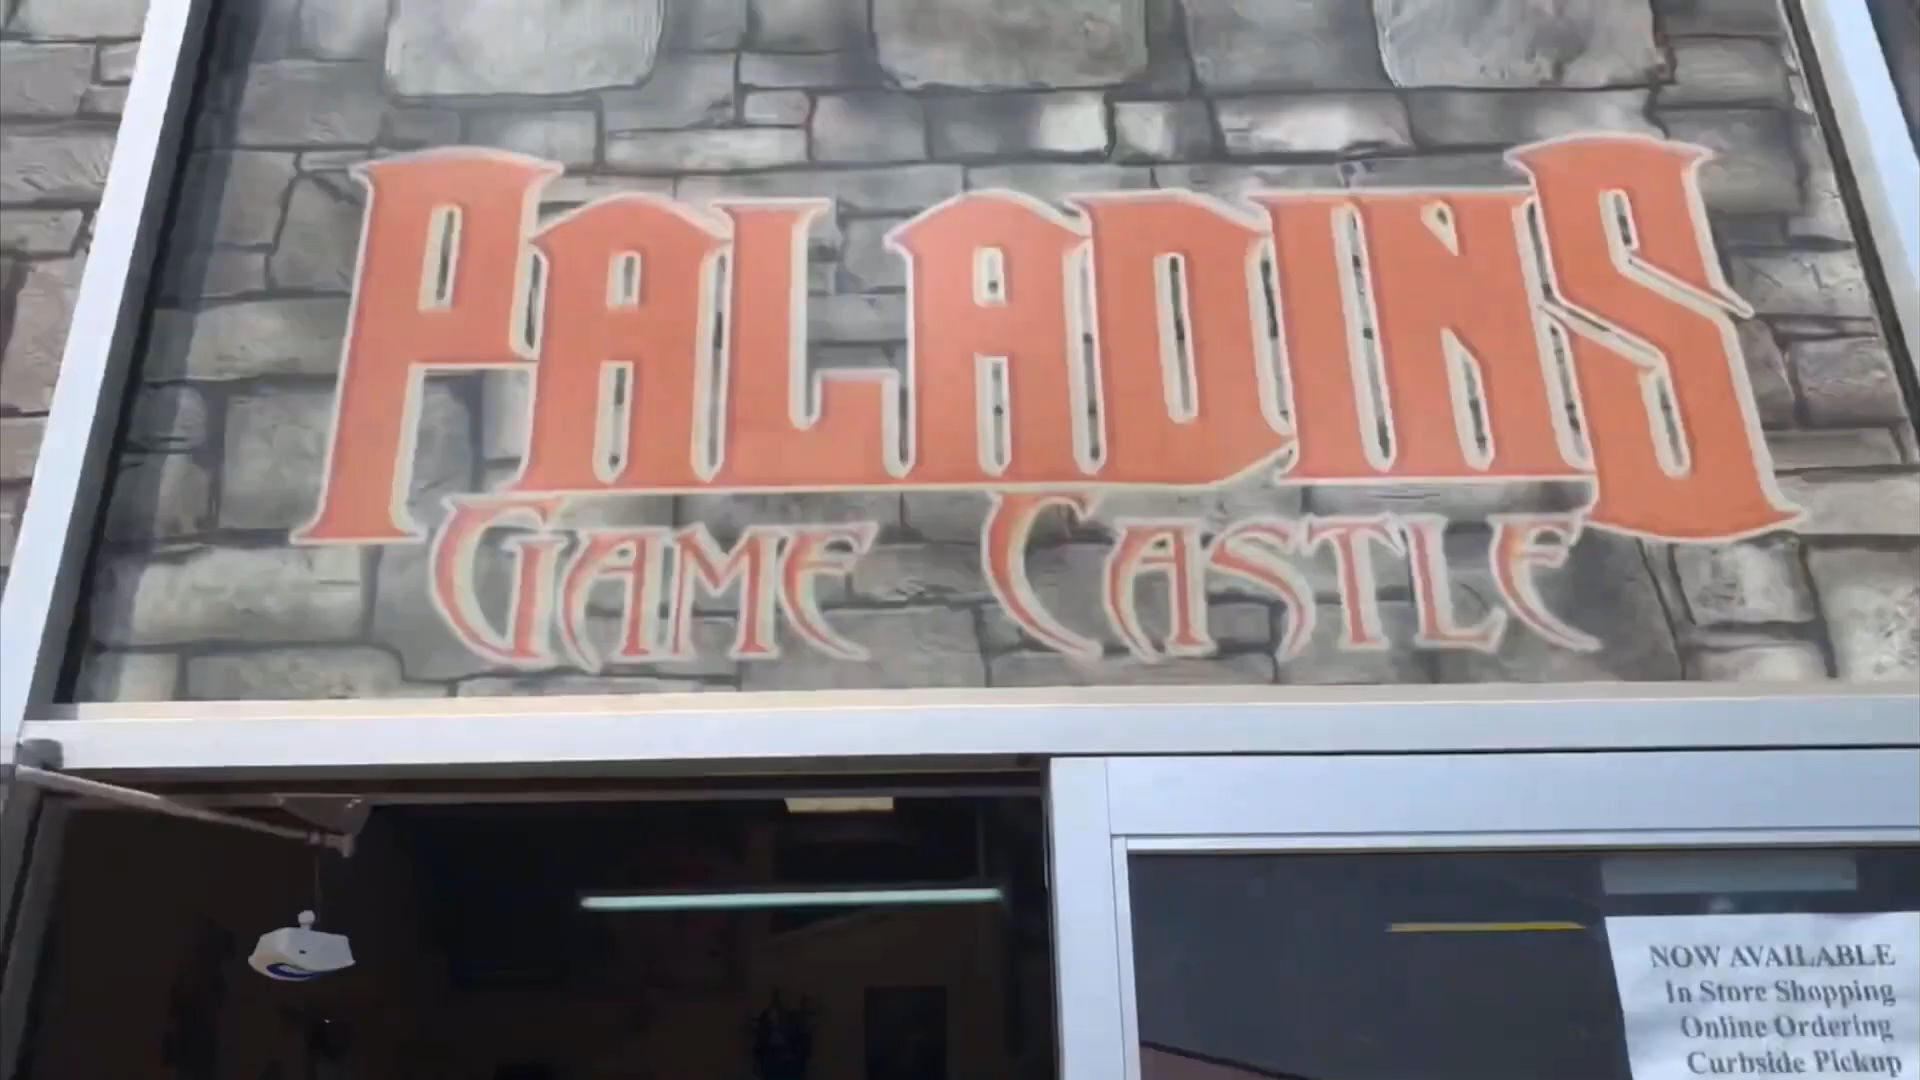 PALADINS
GAME CASTLE
NOW AVAILABLE
In Store Shopping
Online Ordering
Curbside Pickup